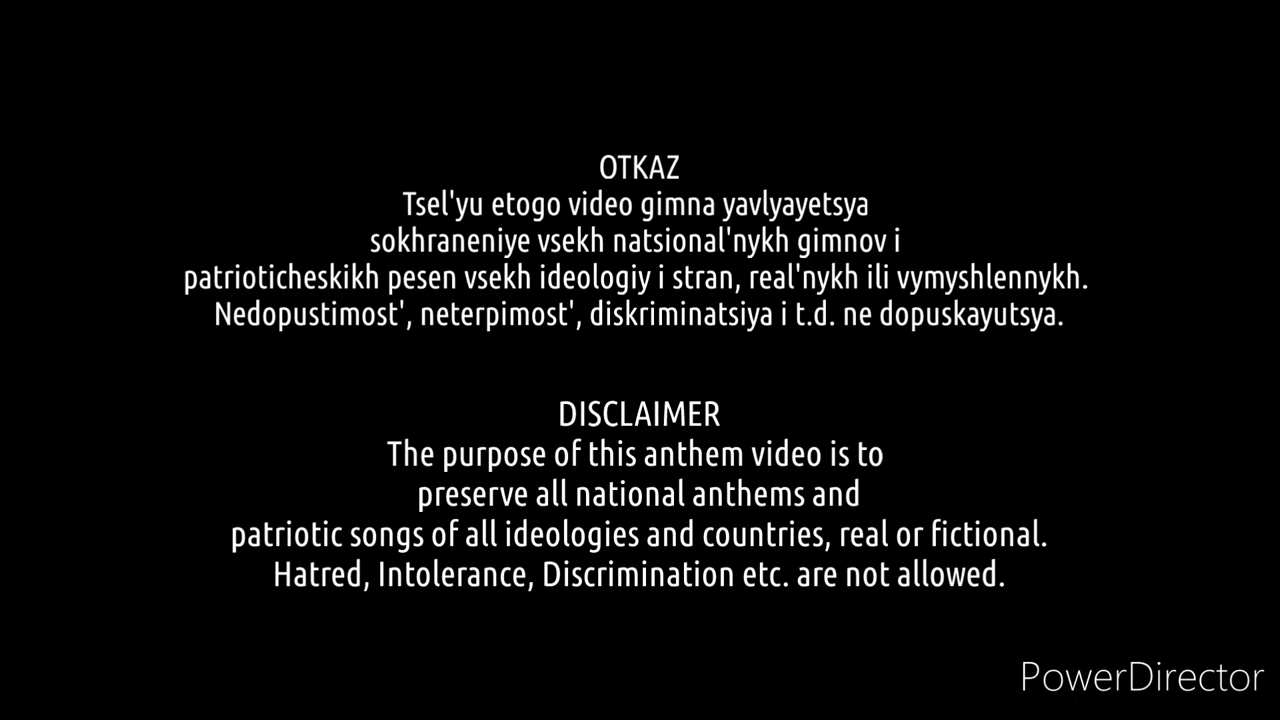 OTKAZ
Tsel'yu etogo video gimna yavlyayetsya
sokhraneniye vsekh natsional'nykh gimnov i
patrioticheskikh pesen vsekh ideologiy i stran, real'nykh ili vymyshlennykh.
Nedopustimost', neterpimost', diskriminatsiya i t.d. ne dopuskayutsya.
DISCLAIMER
The purpose of this anthem video is to
preserve all national anthems and
patriotic songs of all ideologies and countries, real or fictional.
Hatred, Intolerance, Discrimination etc. are not allowed.
PowerDirector